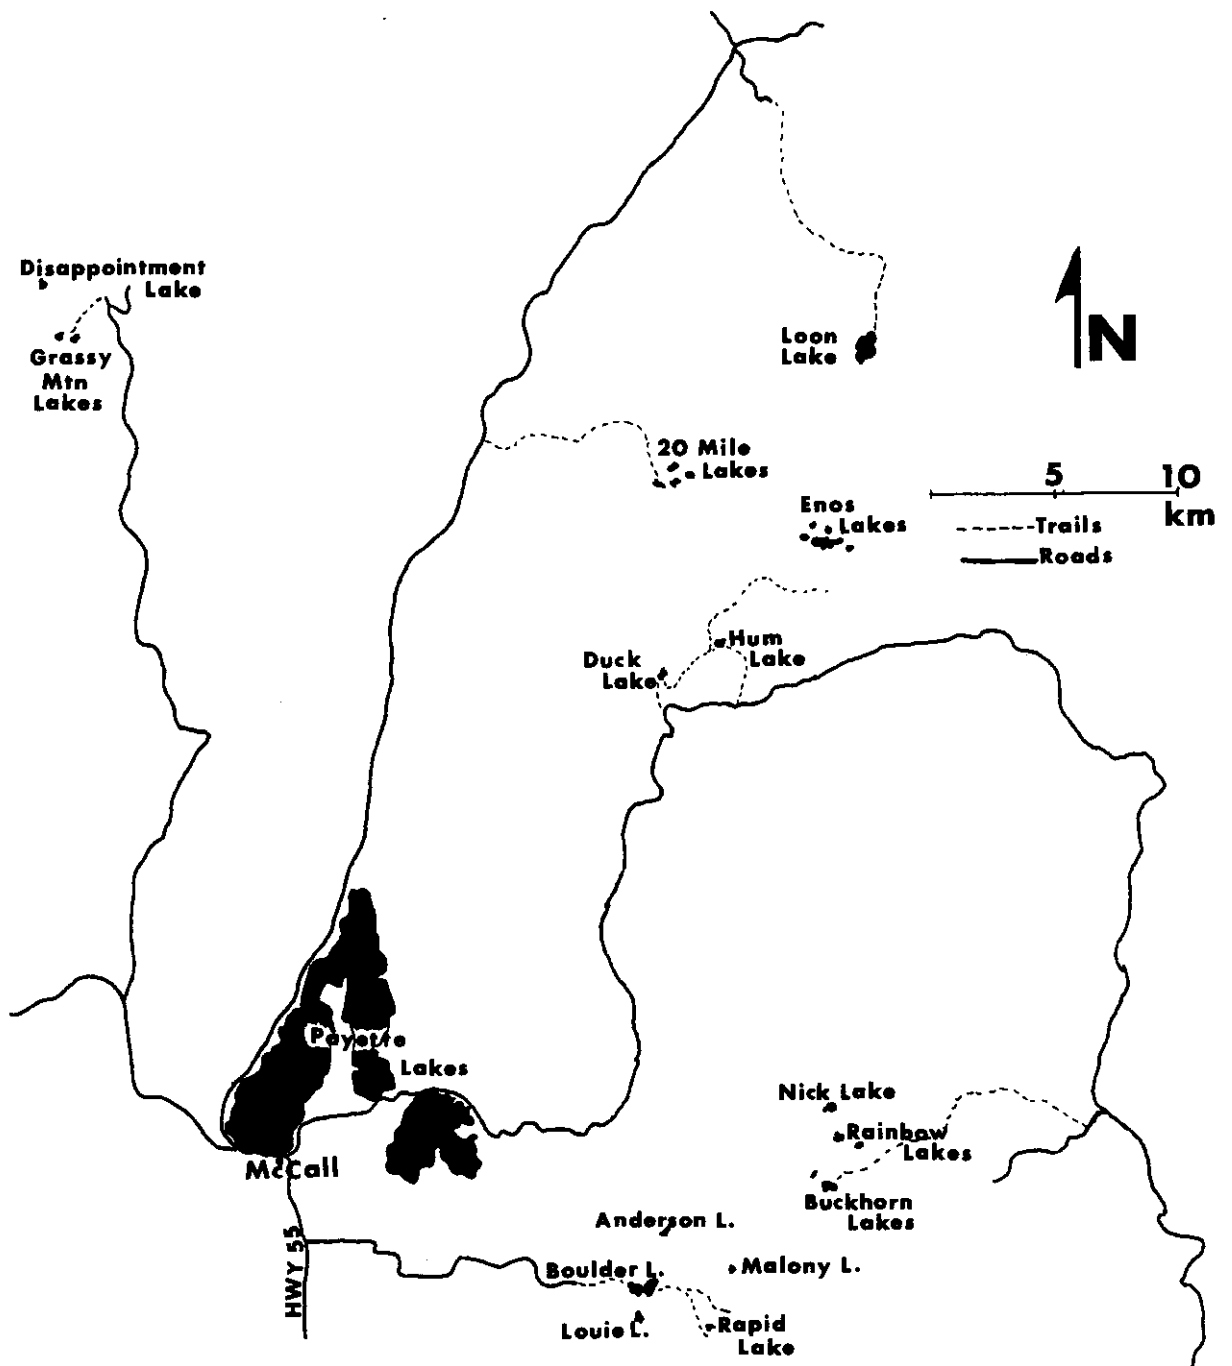 Disappointment
Lake
Grassy
Mtn
Lakes
Loon
Lake
N
20 Mile
Lakes
5 10
km
Enos
Lakes
Trails
Roads
Hum
Lake
Duck
Lake
Payette
Lakes
McCall
Nick Lake
Rainbow
Lakes
Buckhorn
Lakes
Anderson L.
HWY 55
Boulder L.
Malony L.
Louie L.
Rapid
Lake